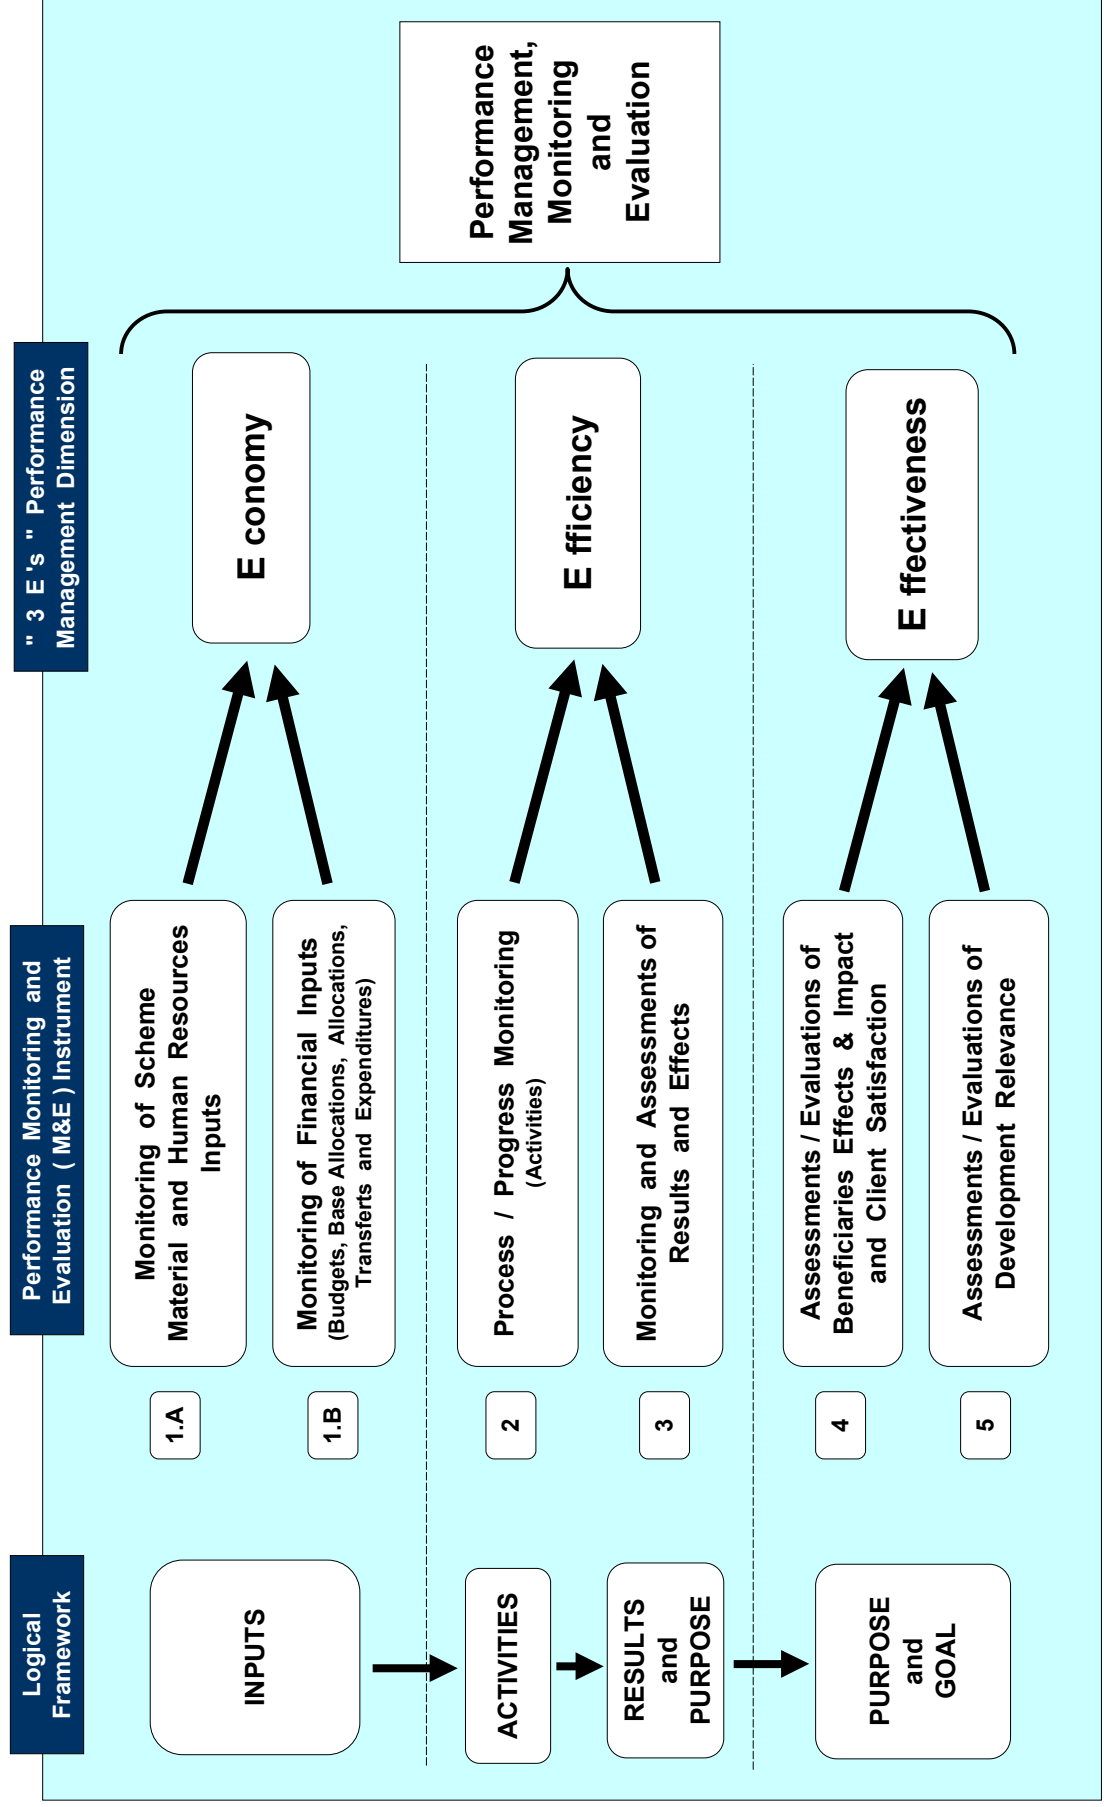 Logical
Framework
Performance Monitoring and
Evaluation ( M&E ) Instrument
" 3 E's " Performance
Management Dimension
INPUTS
1.A
Monitoring of Scheme
Material and Human Resources
Inputs
1.B
Monitoring of Financial Inputs
(Budgets, Base Allocations, Allocations,
Transferts and Expenditures)
E conomy
ACTIVITIES
2
Process / Progress Monitoring
(Activities)
RESULTS
and
PURPOSE
3
Monitoring and Assessments of
Results and Effects
E fficiency
PURPOSE
and
GOAL
4
Assessments / Evaluations of
Beneficiaries Effects & Impact
and Client Satisfaction
5
Assessments / Evaluations of
Development Relevance
E ffectiveness
Performance
Management,
Monitoring
and
Evaluation